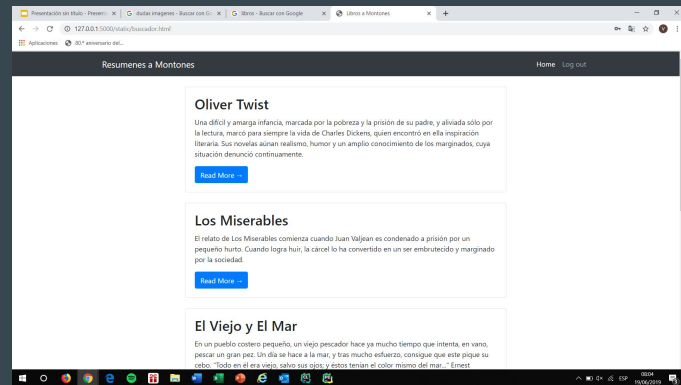 Presentación sin título - Present
dudas imagenes - Buscar con Go
libros - Buscar con Google
Libros a Montones
127.0.0.1:5000/static/buscador.html
Aplicaciones
80.º aniversario del...
Resumenes a Montones
Home
Log out
Oliver Twist
Una difícil y amarga infancia, marcada por la pobreza y la prisión de su padre, y aliviada sólo por
la lectura, marcó para siempre la vida de Charles Dickens, quien encontró en ella inspiración
literaria. Sus novelas aúnan realismo, humor y un amplio conocimiento de los marginados, cuya
situación denunció continuamente.
Read More →
Los Miserables
El relato de Los Miserables comienza cuando Juan Valjean es condenado a prisión por un
pequeño hurto. Cuando logra huir, la cárcel lo ha convertido en un ser embrutecido y marginado
por la sociedad.
Read More →
El Viejo y El Mar
En un pueblo costero pequeño, un viejo pescador hace ya mucho tiempo que intenta, en vano,
pescar un gran pez. Un día se hace a la mar, y tras mucho esfuerzo, consigue que este pique su
cebo. "Todo en él era viejo, salvo sus ojos; y éstos tenían el color mismo del mar..." Ernest
ESP
08:04
19/06/2019